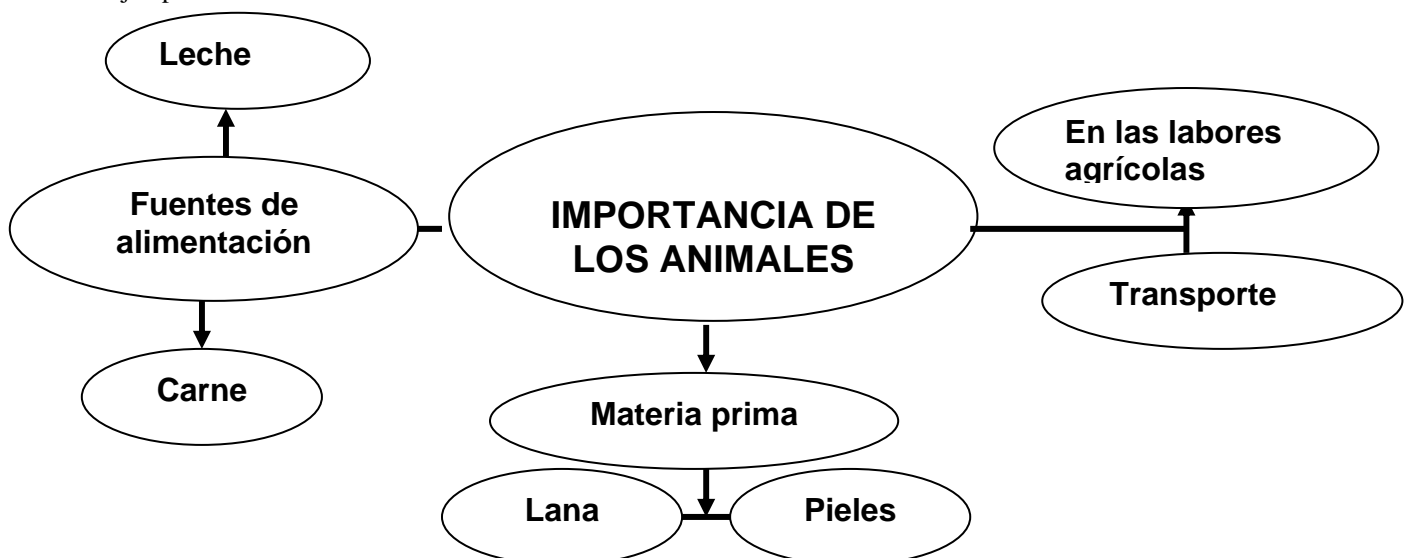 Leche
En las labores
agrícolas
Fuentes de
alimentación
IMPORTANCIA DE
LOS ANIMALES
Transporte
Carne
Materia prima
Lana
Pieles